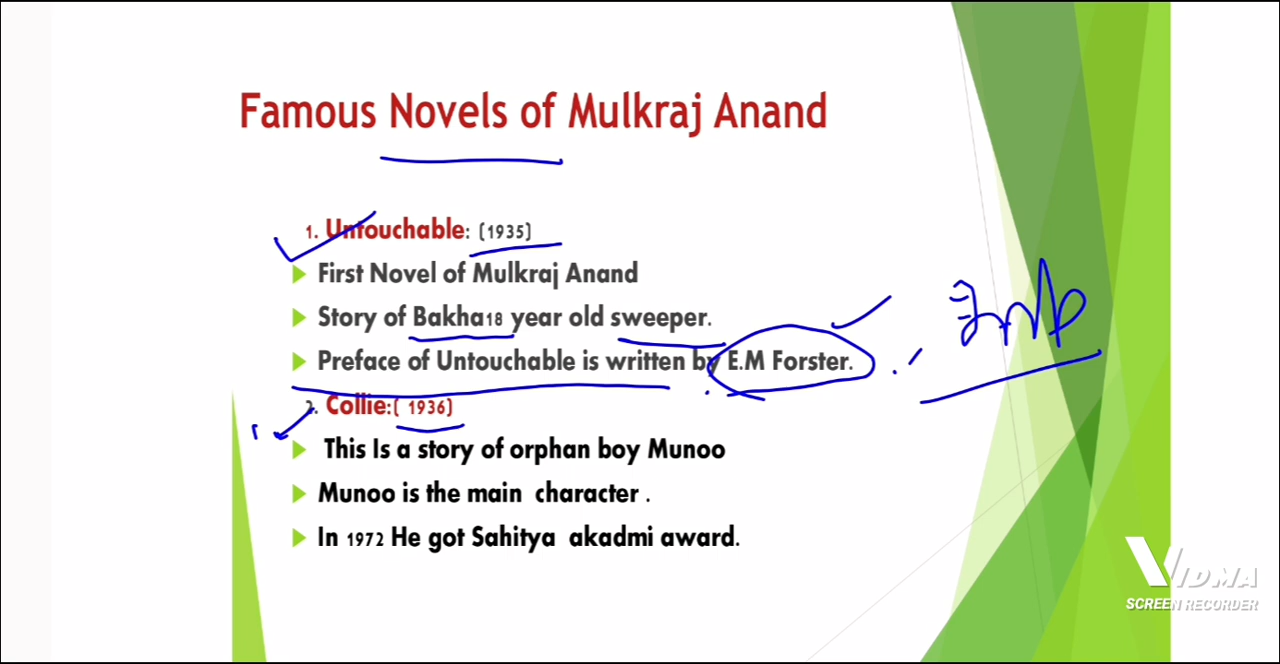 Famous Novels of Mulkraj Anand
1. Untouchable: (1935)
First Novel of Mulkraj Anand
Story of Bakha18 year old sweeper.
Preface of Untouchable is written by E.M Forster.
Imp
2. Collie:( 1936)
This Is a story of orphan boy Munoo
Munoo is the main character .
In 1972 He got Sahitya akadmi award.
VIDMA
SCREEN RECORDER